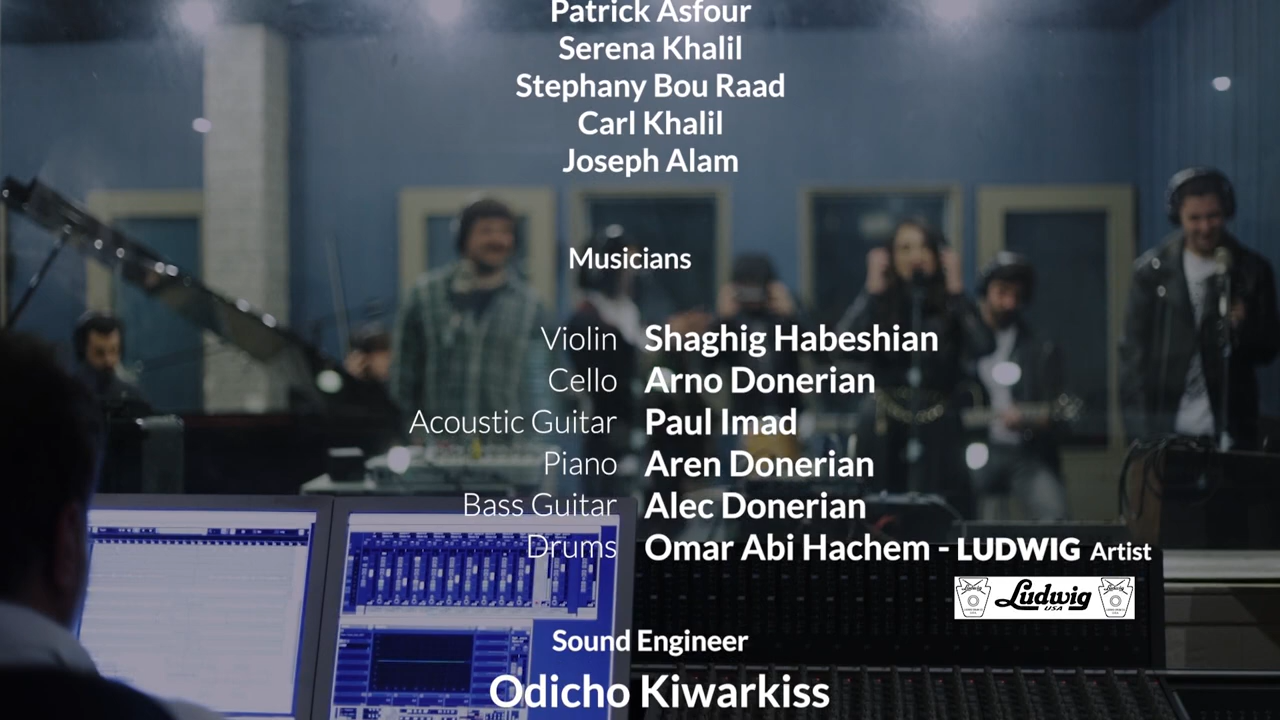 Patrick Asfour
Serena Khalil
Stephany Bou Raad
Carl Khalil
Joseph Alam
Musicians
Violin Shaghig Habeshian
Cello Arno Donerian
Acoustic Guitar Paul Imad
Piano Aren Donerian
Bass Guitar Alec Donerian
Drums Omar Abi Hachem - LUDWIG Artist
Ludwig
USA
Sound Engineer
Odicho Kiwarkiss